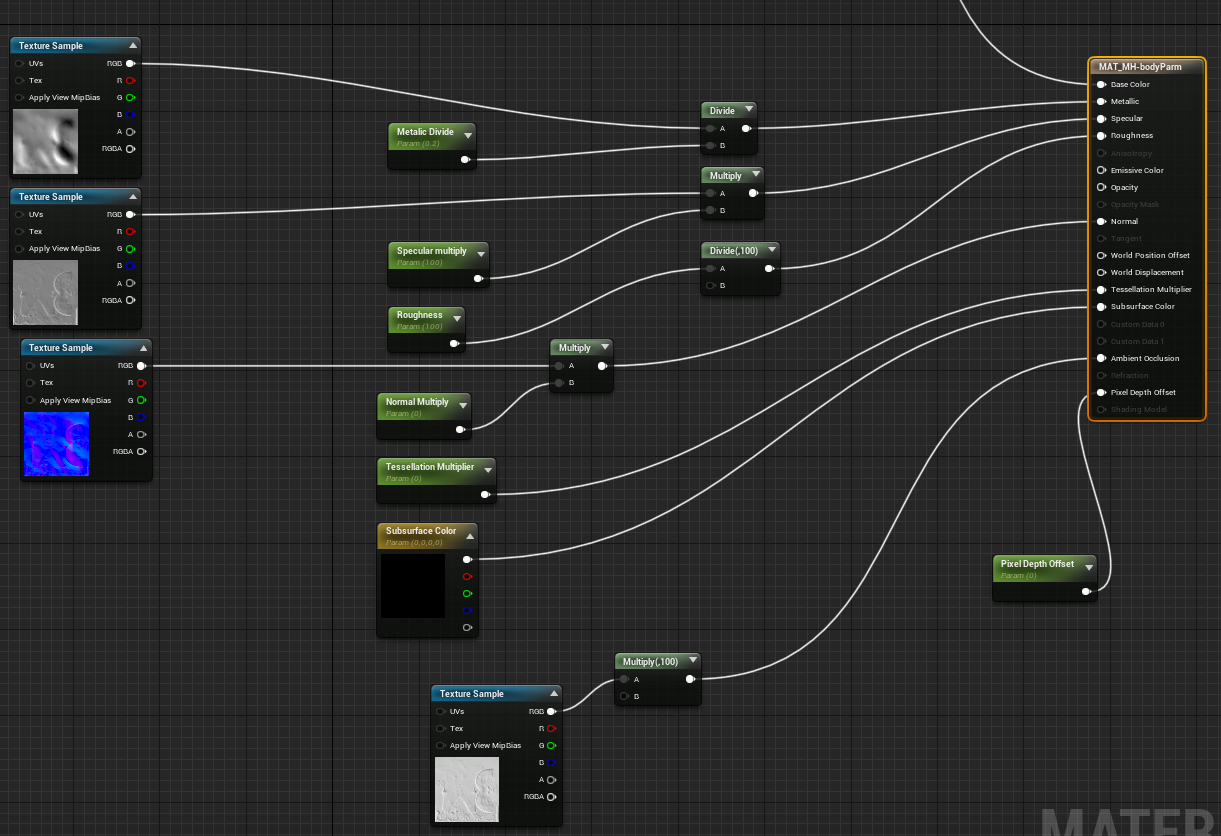 Texture Sample
UVs RGB
Tex R
Apply View MipBias G
B
A
RGBA
Texture Sample
UVs RGB
Tex R
Apply View MipBias G
B
A
RGBA
Texture Sample
UVs RGB
Tex R
Apply View MipBias G
B
A
RGBA
Metalic Divide
Param (0.2)
Specular multiply
Param (100)
Roughness
Param (100)
Normal Multiply
Param (0)
Tessellation Multiplier
Param (0)
Subsurface Color
Param (0,0,0,0)
Multiply
A
B
Divide
A
B
Multiply
A
B
Divide(,100)
A
B
Multiply(,100)
A
B
Texture Sample
UVs RGB
Tex R
Apply View MipBias G
B
A
RGBA
MAT_MH-bodyParm
Base Color
Metallic
Specular
Roughness
Anisotropy
Emissive Color
Opacity
Opacity Mask
Normal
Tangent
World Position Offset
World Displacement
Tessellation Multiplier
Subsurface Color
Custom Data 0
Custom Data 1
Ambient Occlusion
Refraction
Pixel Depth Offset
Shading Model
Pixel Depth Offset
Param (0)
MATER